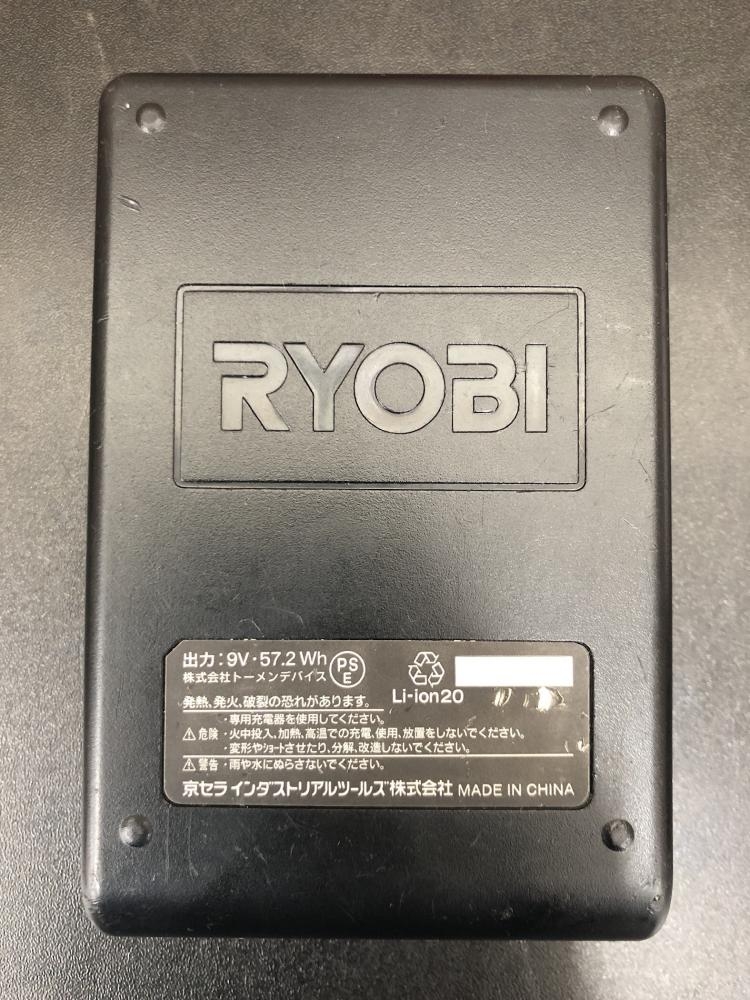 RYOBI
出力:9V・57.2Wh
PS
E
株式会社トーメンデバイス
Li-ion20
発熱、発火、破裂の恐れがあります。
・専用充電器を使用してください。
⚠危険・火中投入、加熱、高温での充電、使用、放置をしないでください。
・変形やショートさせたり、分解、改造しないでください。
⚠警告・雨や水にぬらさないでください。
京セラ インダストリアルツールズ株式会社 MADE IN CHINA